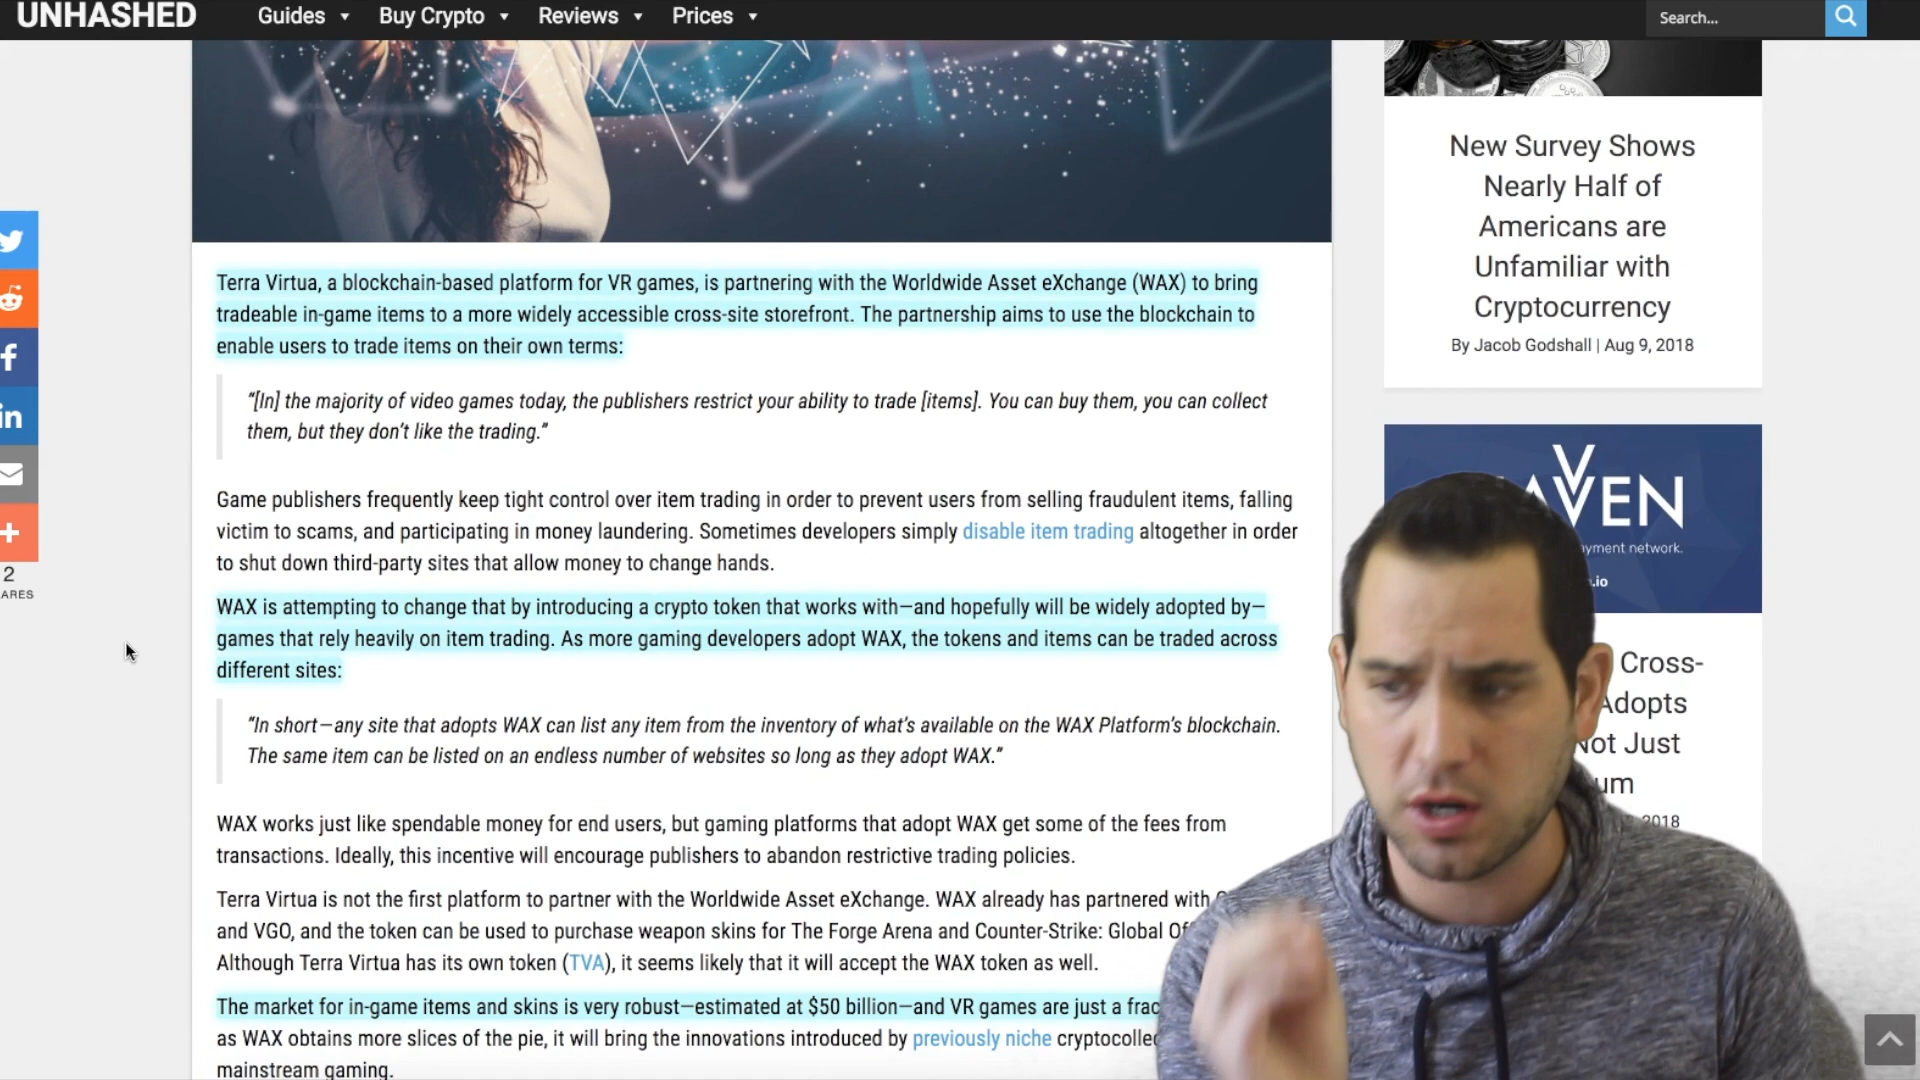 UNHASHED
Guides
Buy Crypto
Reviews
Prices
Search...
in
2
ARES
Terra Virtua, a blockchain-based platform for VR games, is partnering with the Worldwide Asset eXchange (WAX) to bring
tradeable in-game items to a more widely accessible cross-site storefront. The partnership aims to use the blockchain to
enable users to trade items on their own terms:
"[In] the majority of video games today, the publishers restrict your ability to trade [items]. You can buy them, you can collect
them, but they don't like the trading."
Game publishers frequently keep tight control over item trading in order to prevent users from selling fraudulent items, falling
victim to scams, and participating in money laundering. Sometimes developers simply disable item trading altogether in order
to shut down third-party sites that allow money to change hands.
WAX is attempting to change that by introducing a crypto token that works with—and hopefully will be widely adopted by—
games that rely heavily on item trading. As more gaming developers adopt WAX, the tokens and items can be traded across
different sites:
"In short—any site that adopts WAX can list any item from the inventory of what's available on the WAX Platform's blockchain.
The same item can be listed on an endless number of websites so long as they adopt WAX."
WAX works just like spendable money for end users, but gaming platforms that adopt WAX get some of the fees from
transactions. Ideally, this incentive will encourage publishers to abandon restrictive trading policies.
Terra Virtua is not the first platform to partner with the Worldwide Asset eXchange. WAX already has partnered with
and VGO, and the token can be used to purchase weapon skins for The Forge Arena and Counter-Strike: Global
Although Terra Virtua has its own token (TVA), it seems likely that it will accept the WAX token as well.
The market for in-game items and skins is very robust—estimated at $50 billion—and VR games are just a
as WAX obtains more slices of the pie, it will bring the innovations introduced by previously niche
mainstream gaming.
New Survey Shows
Nearly Half of
Americans are
Unfamiliar with
Cryptocurrency
By Jacob Godshall | Aug 9, 2018
VEN
yment network.
.io
Cross-
Adopts
Not Just
um
2018